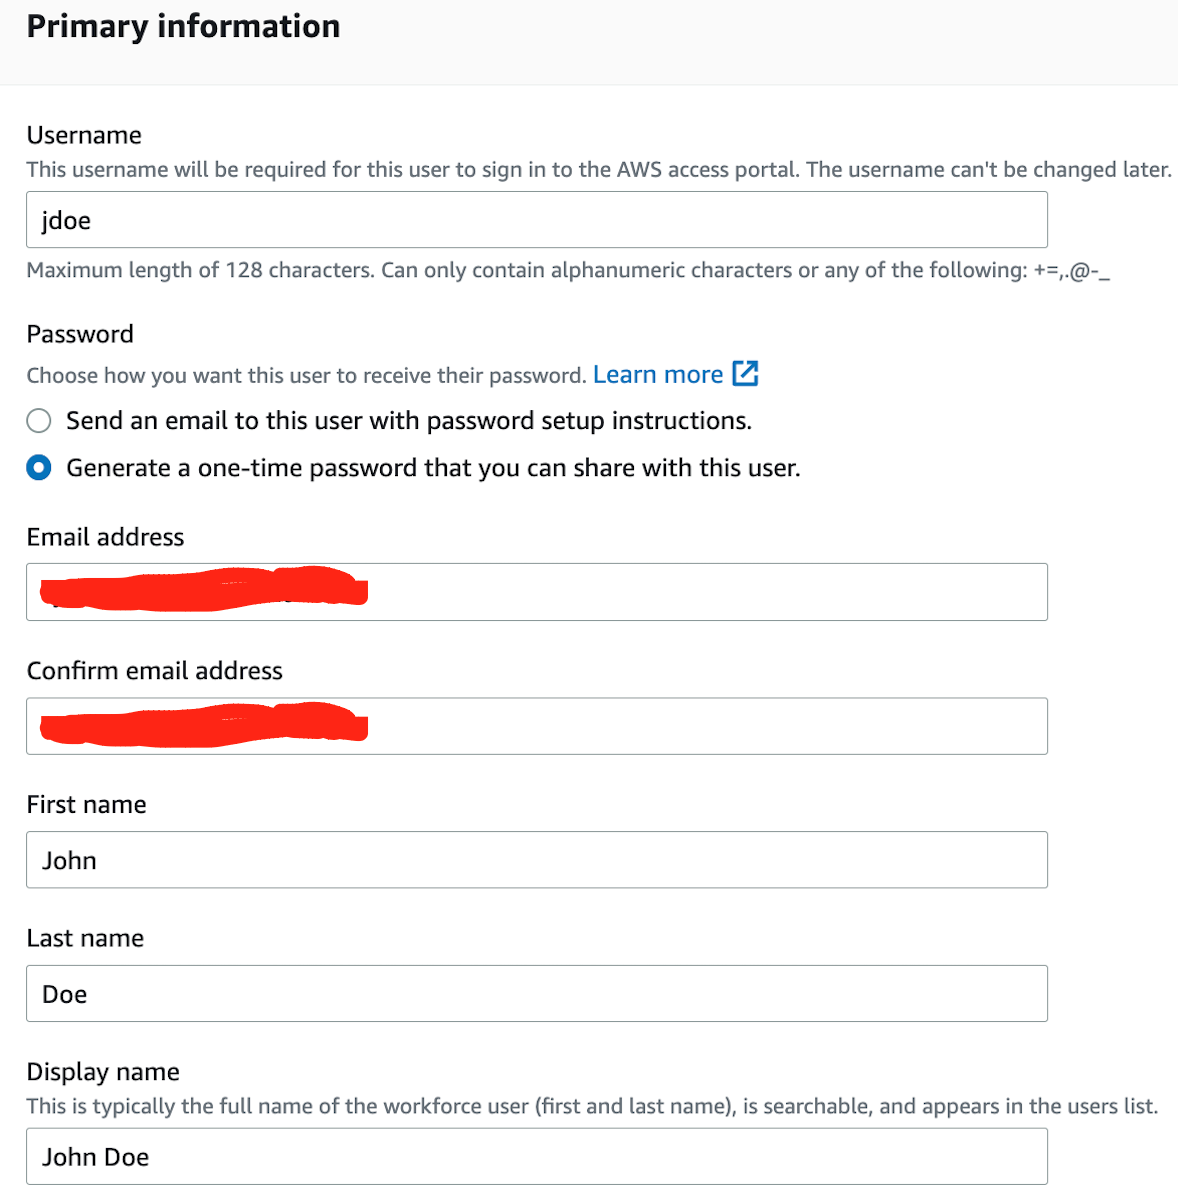 Primary information
Username
This username will be required for this user to sign in to the AWS access portal. The username can't be changed later.
jdoe
Maximum length of 128 characters. Can only contain alphanumeric characters or any of the following: +=,.@-_
Password
Choose how you want this user to receive their password. Learn more
Send an email to this user with password setup instructions.
Generate a one-time password that you can share with this user.
Email address
Confirm email address
First name
John
Last name
Doe
Display name
This is typically the full name of the workforce user (first and last name), is searchable, and appears in the users list.
John Doe